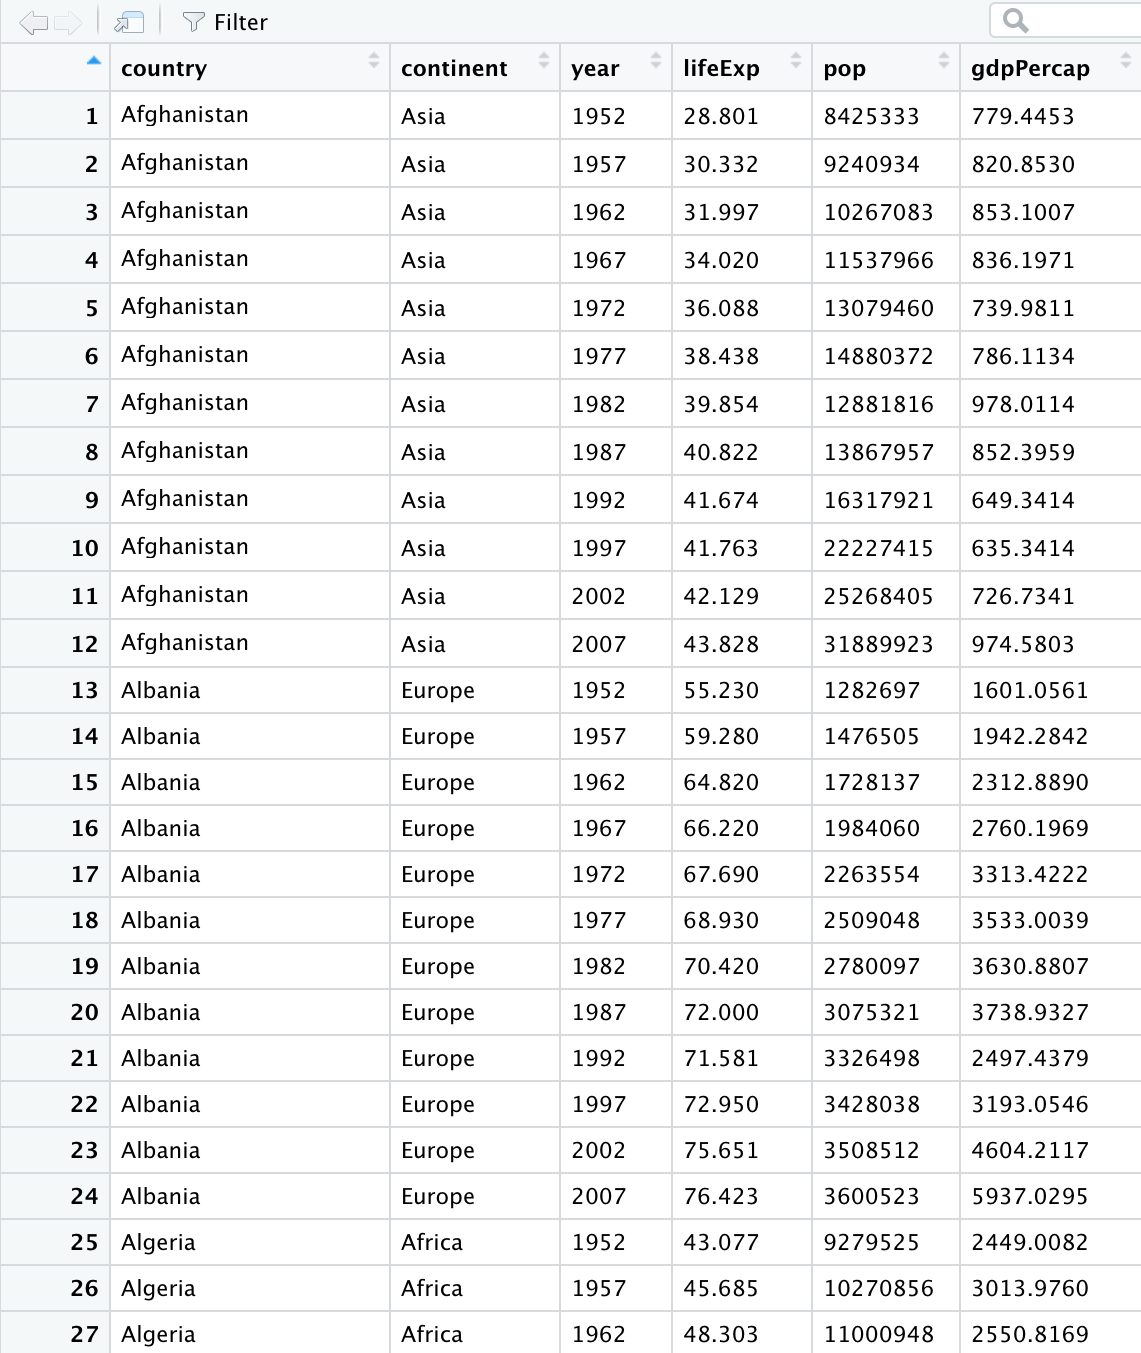 Filter
country continent year lifeExp pop gdpPercap
1 Afghanistan Asia 1952 28.801 8425333 779.4453
2 Afghanistan Asia 1957 30.332 9240934 820.8530
3 Afghanistan Asia 1962 31.997 10267083 853.1007
4 Afghanistan Asia 1967 34.020 11537966 836.1971
5 Afghanistan Asia 1972 36.088 13079460 739.9811
6 Afghanistan Asia 1977 38.438 14880372 786.1134
7 Afghanistan Asia 1982 39.854 12881816 978.0114
8 Afghanistan Asia 1987 40.822 13867957 852.3959
9 Afghanistan Asia 1992 41.674 16317921 649.3414
10 Afghanistan Asia 1997 41.763 22227415 635.3414
11 Afghanistan Asia 2002 42.129 25268405 726.7341
12 Afghanistan Asia 2007 43.828 31889923 974.5803
13 Albania Europe 1952 55.230 1282697 1601.0561
14 Albania Europe 1957 59.280 1476505 1942.2842
15 Albania Europe 1962 64.820 1728137 2312.8890
16 Albania Europe 1967 66.220 1984060 2760.1969
17 Albania Europe 1972 67.690 2263554 3313.4222
18 Albania Europe 1977 68.930 2509048 3533.0039
19 Albania Europe 1982 70.420 2780097 3630.8807
20 Albania Europe 1987 72.000 3075321 3738.9327
21 Albania Europe 1992 71.581 3326498 2497.4379
22 Albania Europe 1997 72.950 3428038 3193.0546
23 Albania Europe 2002 75.651 3508512 4604.2117
24 Albania Europe 2007 76.423 3600523 5937.0295
25 Algeria Africa 1952 43.077 9279525 2449.0082
26 Algeria Africa 1957 45.685 10270856 3013.9760
27 Algeria Africa 1962 48.303 11000948 2550.8169